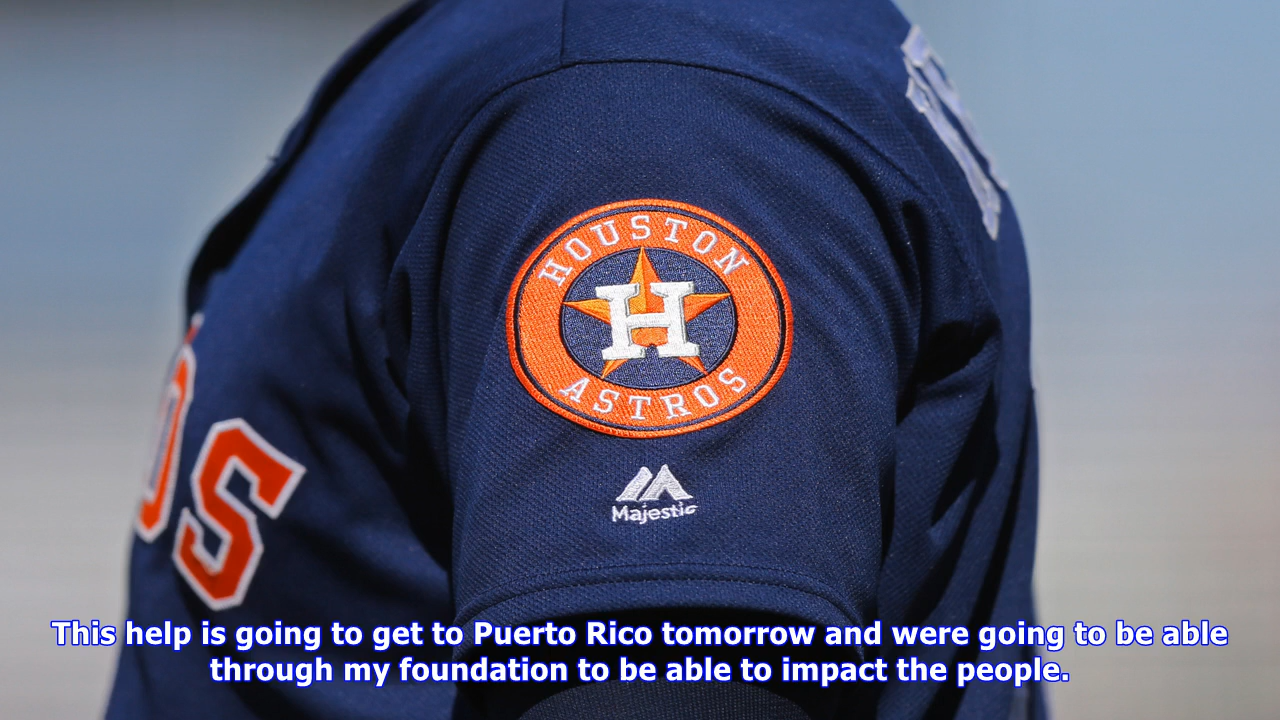 HOUSTON
ASTROS
H
Majestic
OS
This help is going to get to Puerto Rico tomorrow and were going to be able
through my foundation to be able to impact the people.